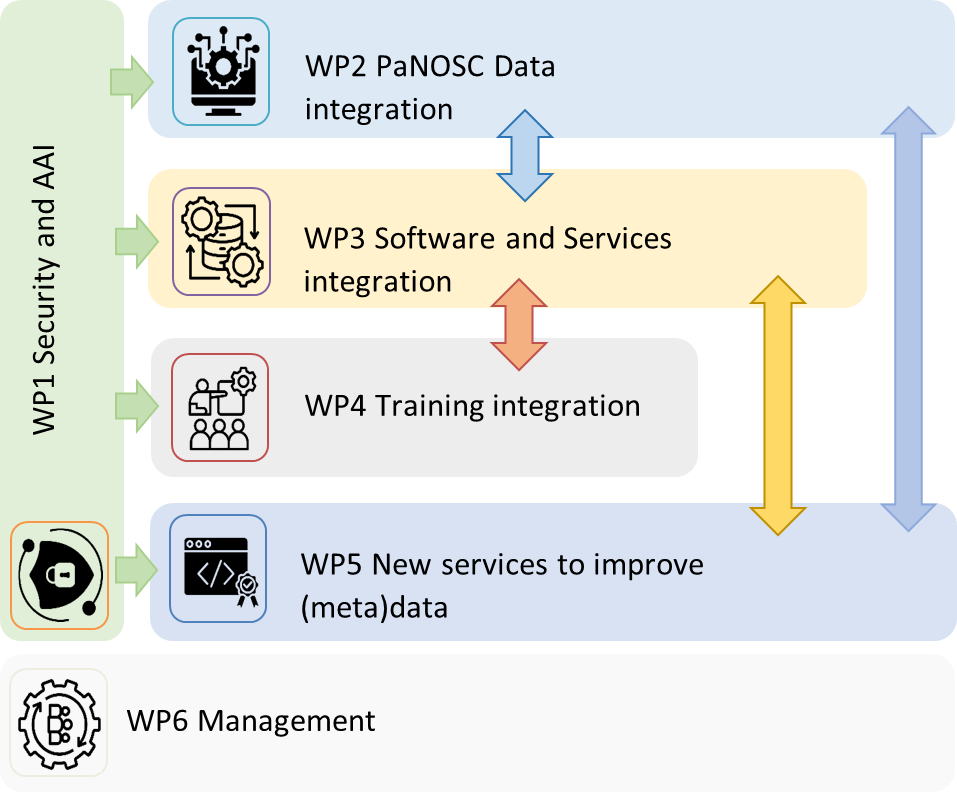 WP1 Security and AAI
WP2 PaNOSC Data
integration
WP3 Software and Services
integration
WP4 Training integration
WP5 New services to improve
(meta)data
WP6 Management